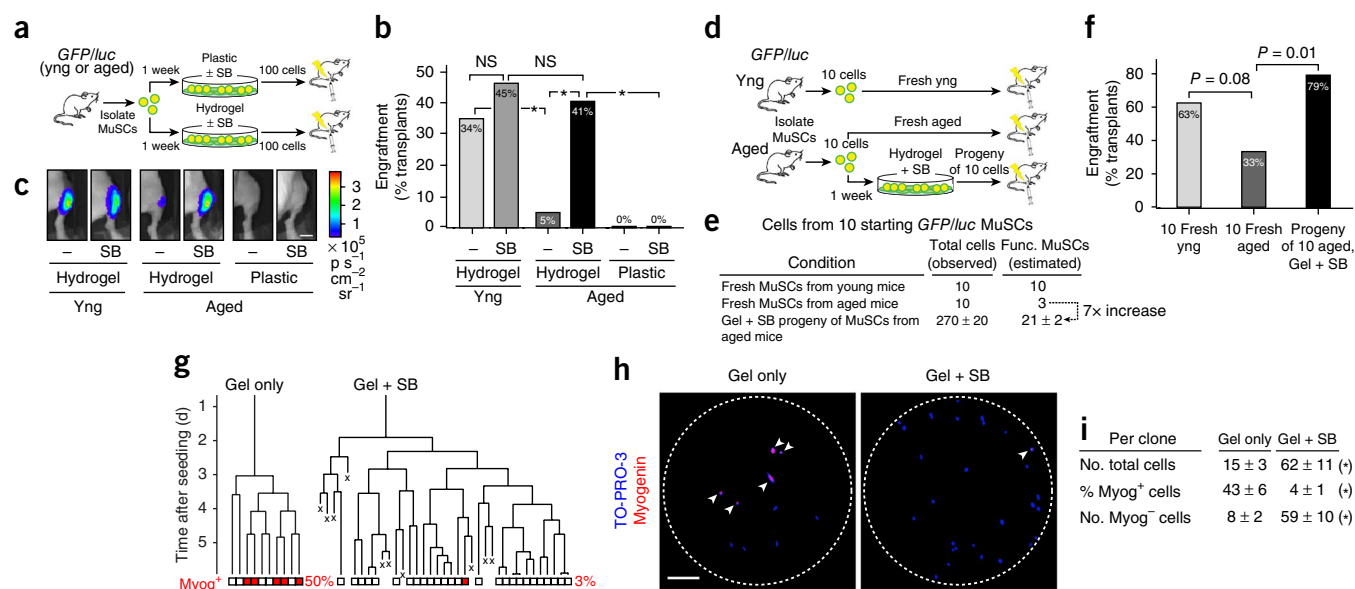 a
GFP/luc
(yng or aged)
Isolate
MuSCs
1 week
Plastic
± SB
100 cells
Hydrogel
± SB
1 week
100 cells
b
NS
NS
Engraftment
(% transplants)
50
40
30
20
10
0
34%
45%
*
5%
*
41%
*
0%
0%
–
SB
–
SB
–
SB
Hydrogel
Hydrogel
Plastic
Yng
Aged
c
3
2
1
× 10⁵
p s⁻¹
cm⁻²
sr⁻¹
–
SB
–
SB
–
SB
Hydrogel
Hydrogel
Plastic
Yng
Aged
d
GFP/luc
Yng
10 cells
Fresh yng
Isolate
MuSCs
10 cells
Fresh aged
Aged
1 week
Hydrogel
+ SB
Progeny
of 10 cells
e
Cells from 10 starting GFP/luc MuSCs
Condition
Total cells
(observed)
Func. MuSCs
(estimated)
Fresh MuSCs from young mice 10 10
Fresh MuSCs from aged mice 10 3
Gel + SB progeny of MuSCs from 270 ± 20 21 ± 2
aged mice
7× increase
f
P = 0.01
P = 0.08
Engraftment
(% transplants)
80
60
40
20
0
63%
33%
79%
10 Fresh
yng
10 Fresh
aged
Progeny
of 10 aged,
Gel + SB
g
Gel only
Gel + SB
Time after seeding (d)
1
2
3
4
5
x
x
x x
x x
x
x x
x
x
Myog⁺
50%
3%
h
Gel only
Gel + SB
TO-PRO-3
Myogenin
i
Per clone Gel only Gel + SB
No. total cells 15 ± 3 62 ± 11 (*)
% Myog⁺ cells 43 ± 6 4 ± 1 (*)
No. Myog⁻ cells 8 ± 2 59 ± 10 (*)